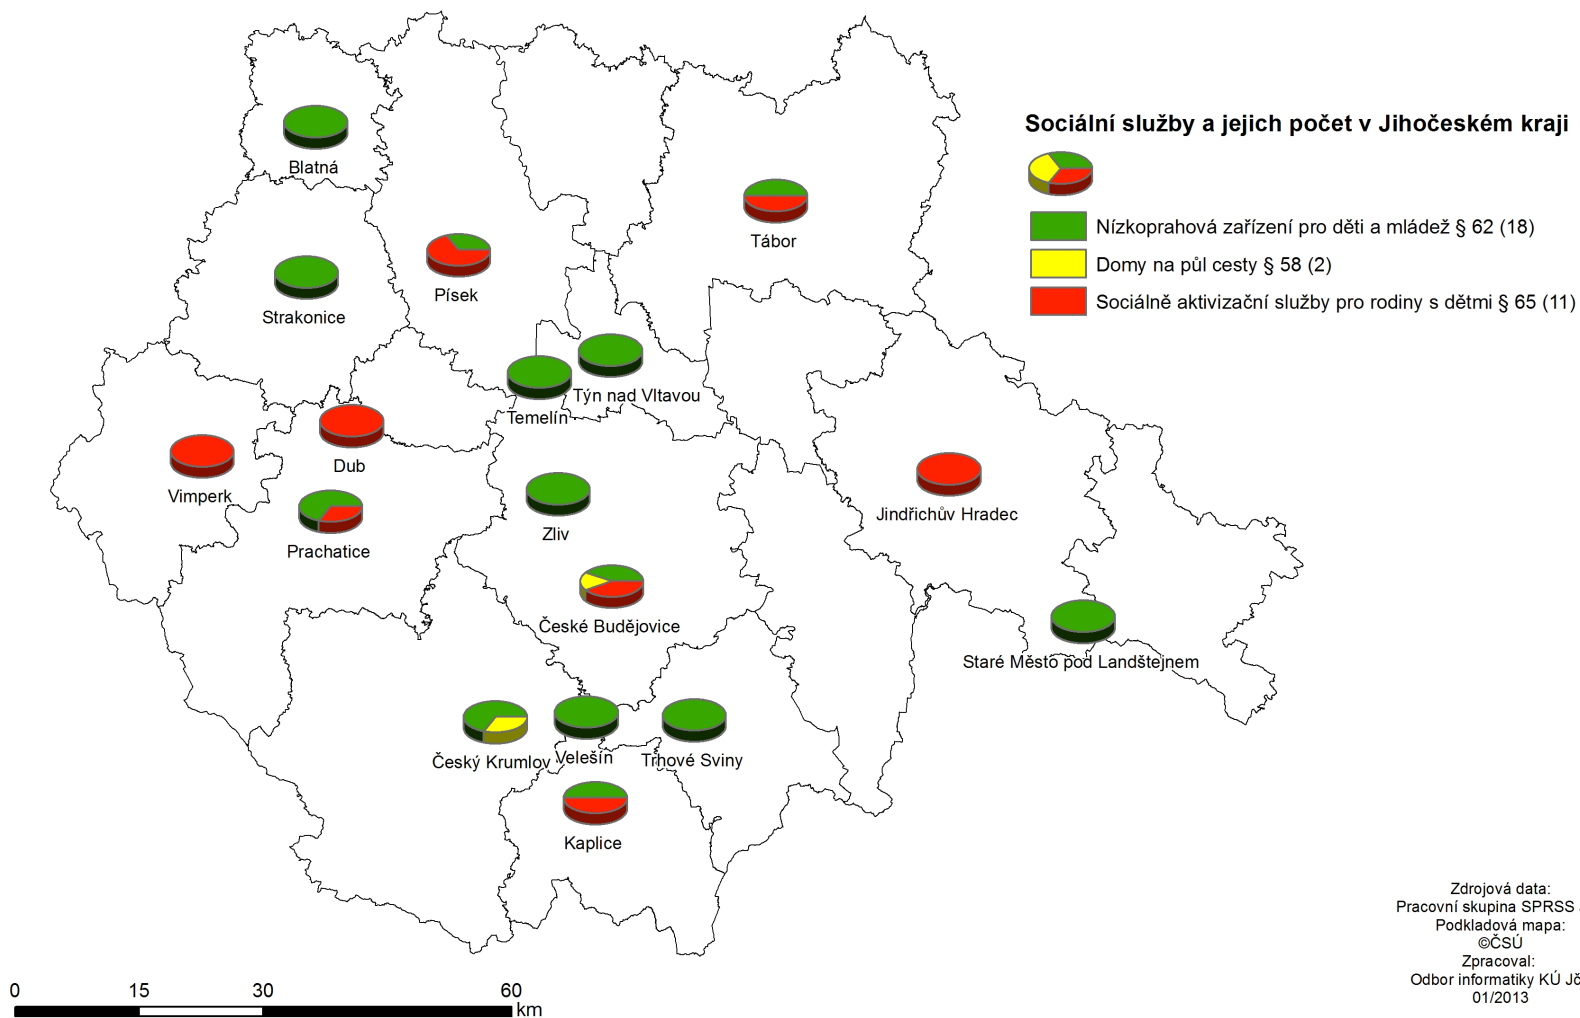 Sociální služby a jejich počet v Jihočeském kraji
Nízkoprahová zařízení pro děti a mládež § 62 (18)
Domy na půl cesty § 58 (2)
Sociálně aktivizační služby pro rodiny s dětmi § 65 (11)
Blatná
Tábor
Písek
Strakonice
Týn nad Vltavou
Temelín
Dub
Vimperk
Jindřichův Hradec
Zliv
Prachatice
České Budějovice
Staré Město pod Landštejnem
Český Krumlov
Velešín
Trhové Sviny
Kaplice
Zdrojová data:
Pracovní skupina SPRSS
Podkladová mapa:
©ČSÚ
Zpracoval:
Odbor informatiky KÚ Jč
01/2013
0 15 30 60
km